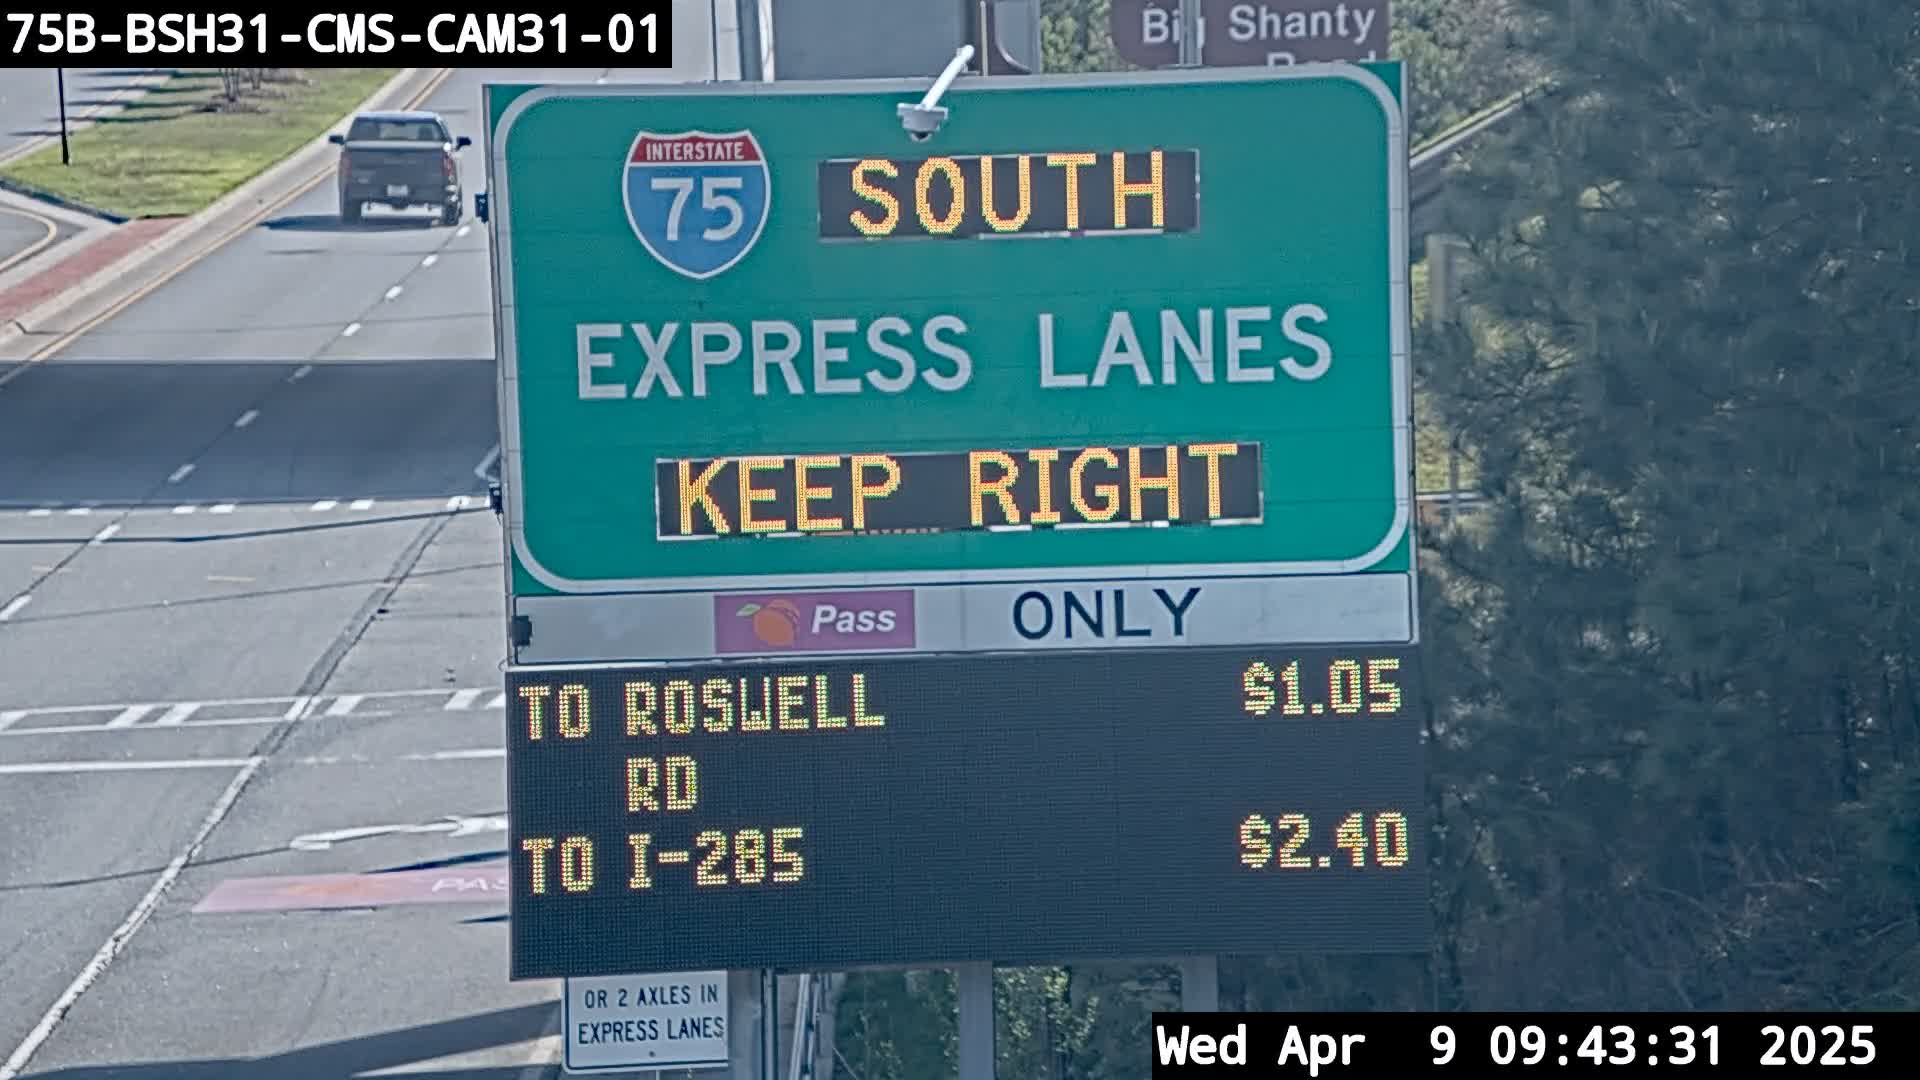 75B-BSH31-CMS-CAM31-01
Big Shanty
Road
INTERSTATE
75
SOUTH
EXPRESS LANES
KEEP RIGHT
Pass ONLY
TO ROSWELL $1.05
RD
TO I-285 $2.40
OR 2 AXLES IN
EXPRESS LANES
Wed Apr 9 09:43:31 2025